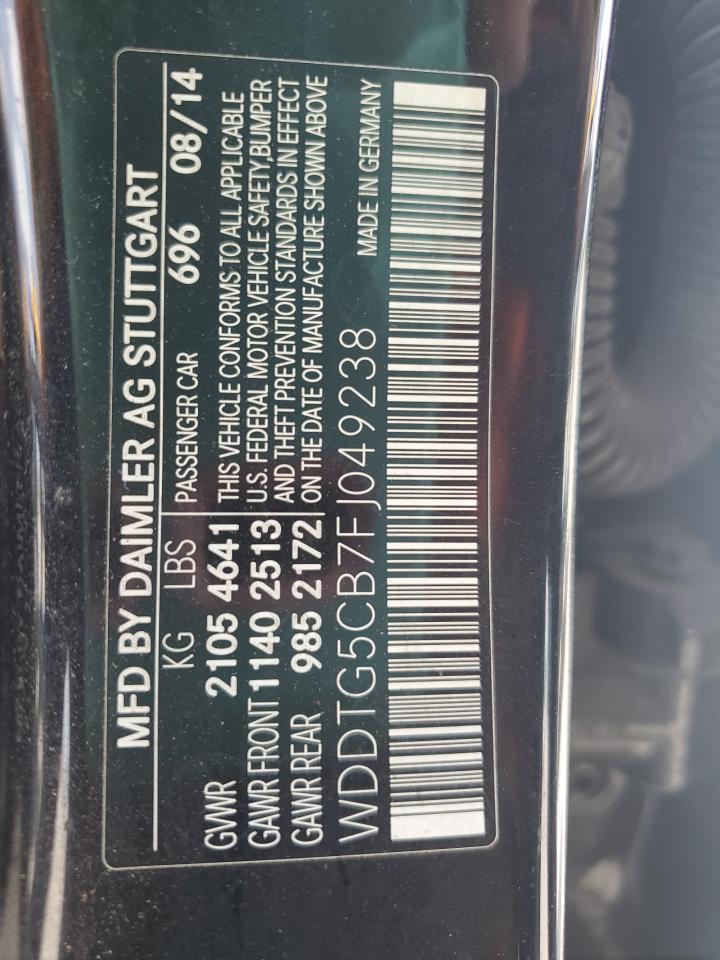 MFD BY DAIMLER AG STUTTGART
KG LBS PASSENGER CAR 696 08/14
GVWR 2105 4641 THIS VEHICLE CONFORMS TO ALL APPLICABLE
GAWR FRONT 1140 2513 U.S. FEDERAL MOTOR VEHICLE SAFETY,BUMPER
AND THEFT PREVENTION STANDARDS IN EFFECT
GAWR REAR 985 2172 ON THE DATE OF MANUFACTURE SHOWN ABOVE
WDDTG5CB7FJ049238 MADE IN GERMANY